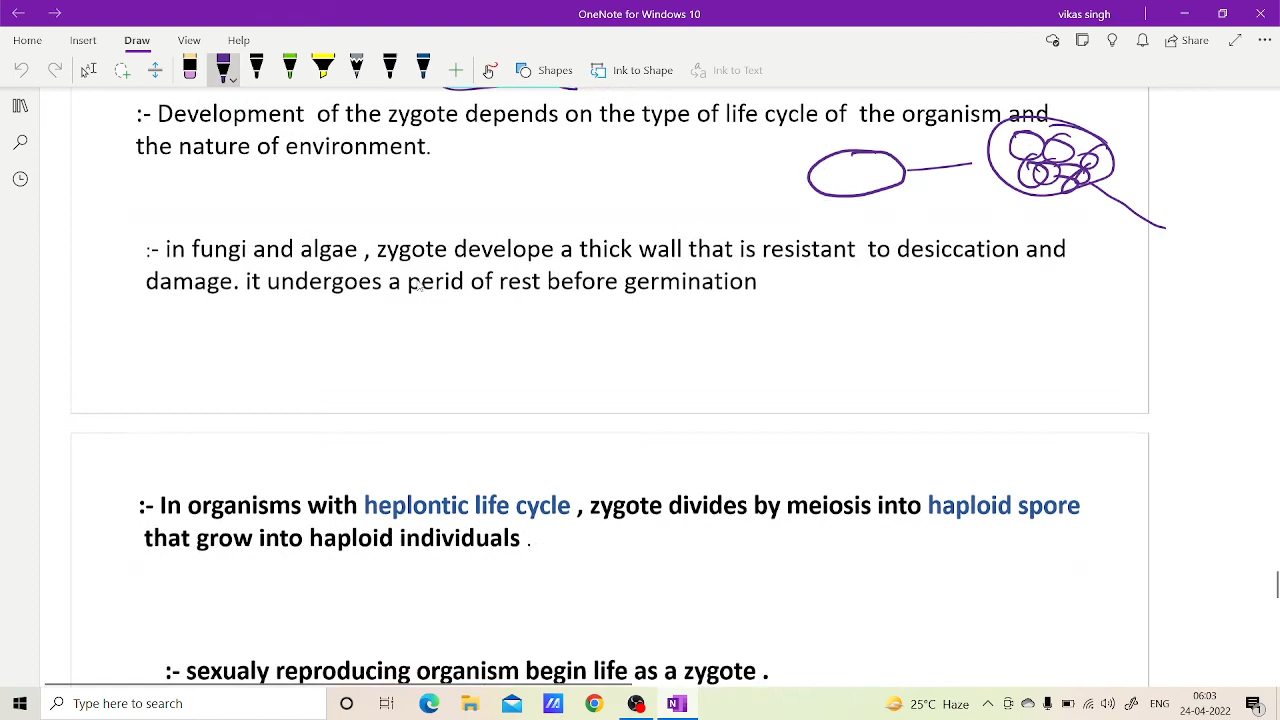 OneNote for Windows 10
vikas singh
Home
Insert
Draw
View
Help
Share
Shapes
Ink to Shape
Ink to Text
:- Development of the zygote depends on the type of life cycle of the organism and
the nature of environment.
:- in fungi and algae , zygote develope a thick wall that is resistant to desiccation and
damage. it undergoes a perid of rest before germination
:- In organisms with heplontic life cycle , zygote divides by meiosis into haploid spore
that grow into haploid individuals .
:- sexualy reproducing organism begin life as a zygote .
Type here to search
25°C Haze
ENG
06:03
24-04-2022